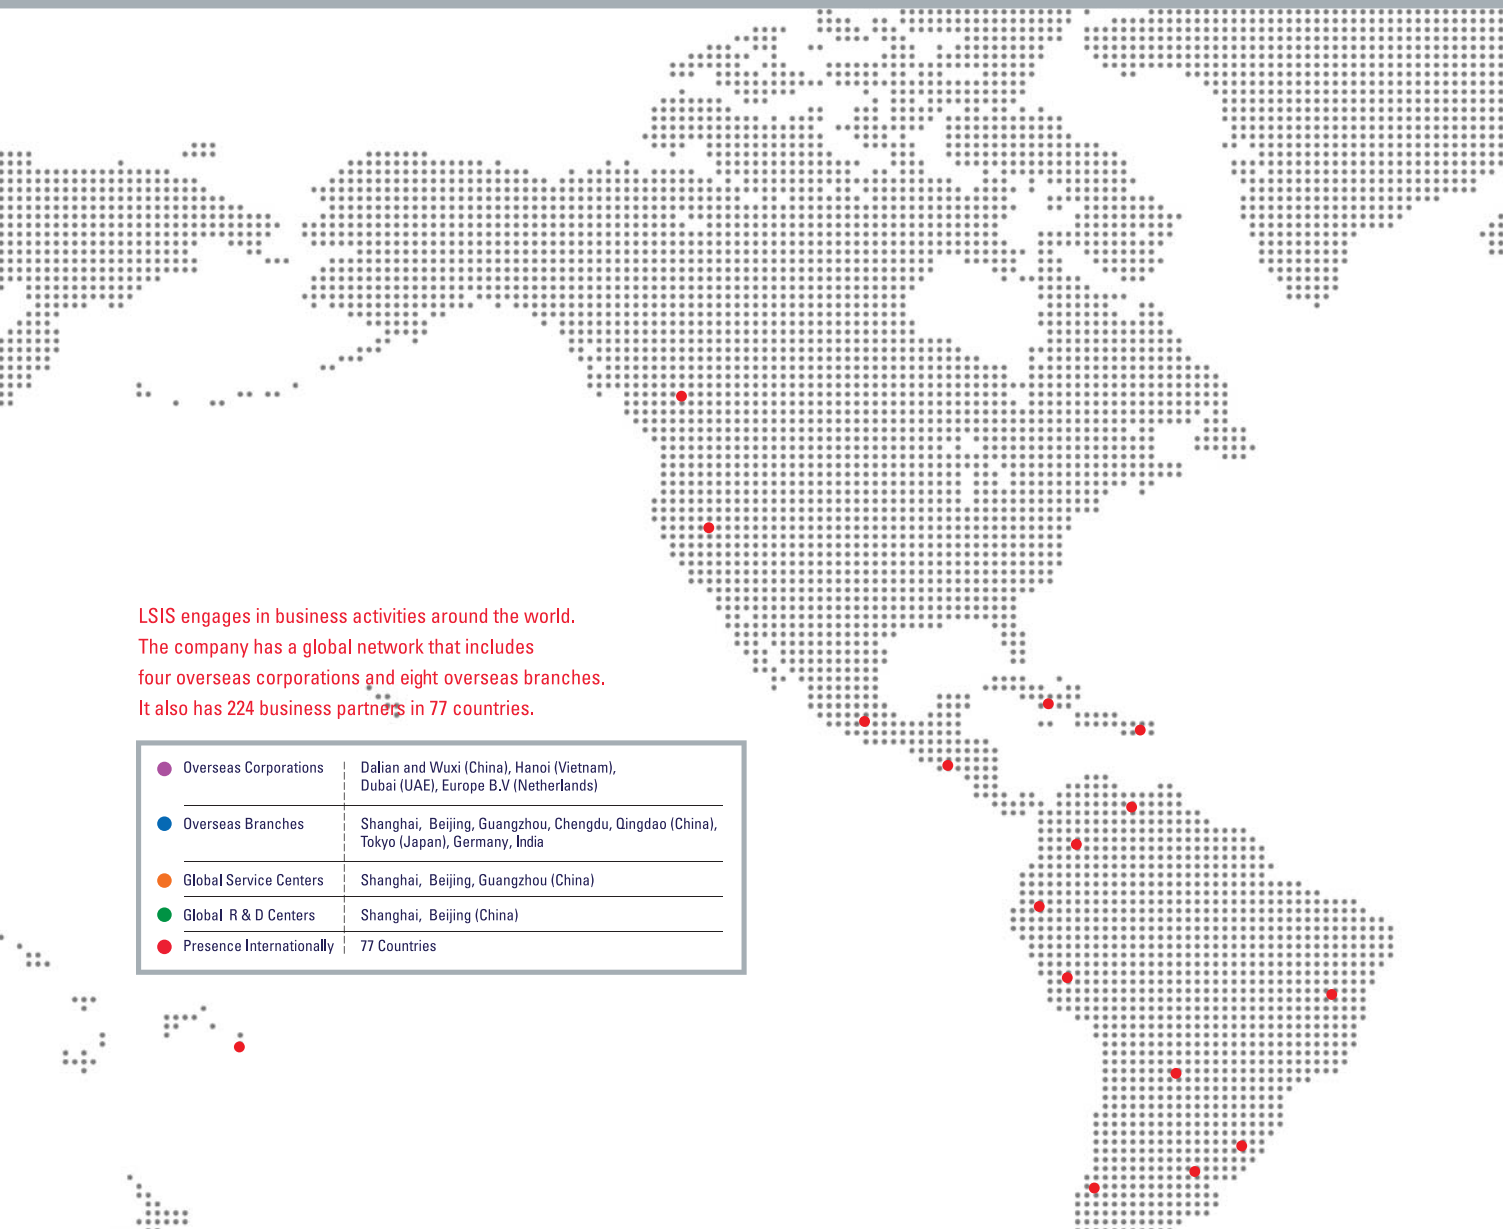 LSIS engages in business activities around the world.
The company has a global network that includes
four overseas corporations and eight overseas branches.
It also has 224 business partners in 77 countries.
Overseas Corporations
Dalian and Wuxi (China), Hanoi (Vietnam),
Dubai (UAE), Europe B.V (Netherlands)
Overseas Branches
Shanghai, Beijing, Guangzhou, Chengdu, Qingdao (China),
Tokyo (Japan), Germany, India
Global Service Centers
Shanghai, Beijing, Guangzhou (China)
Global R & D Centers
Shanghai, Beijing (China)
Presence Internationally
77 Countries